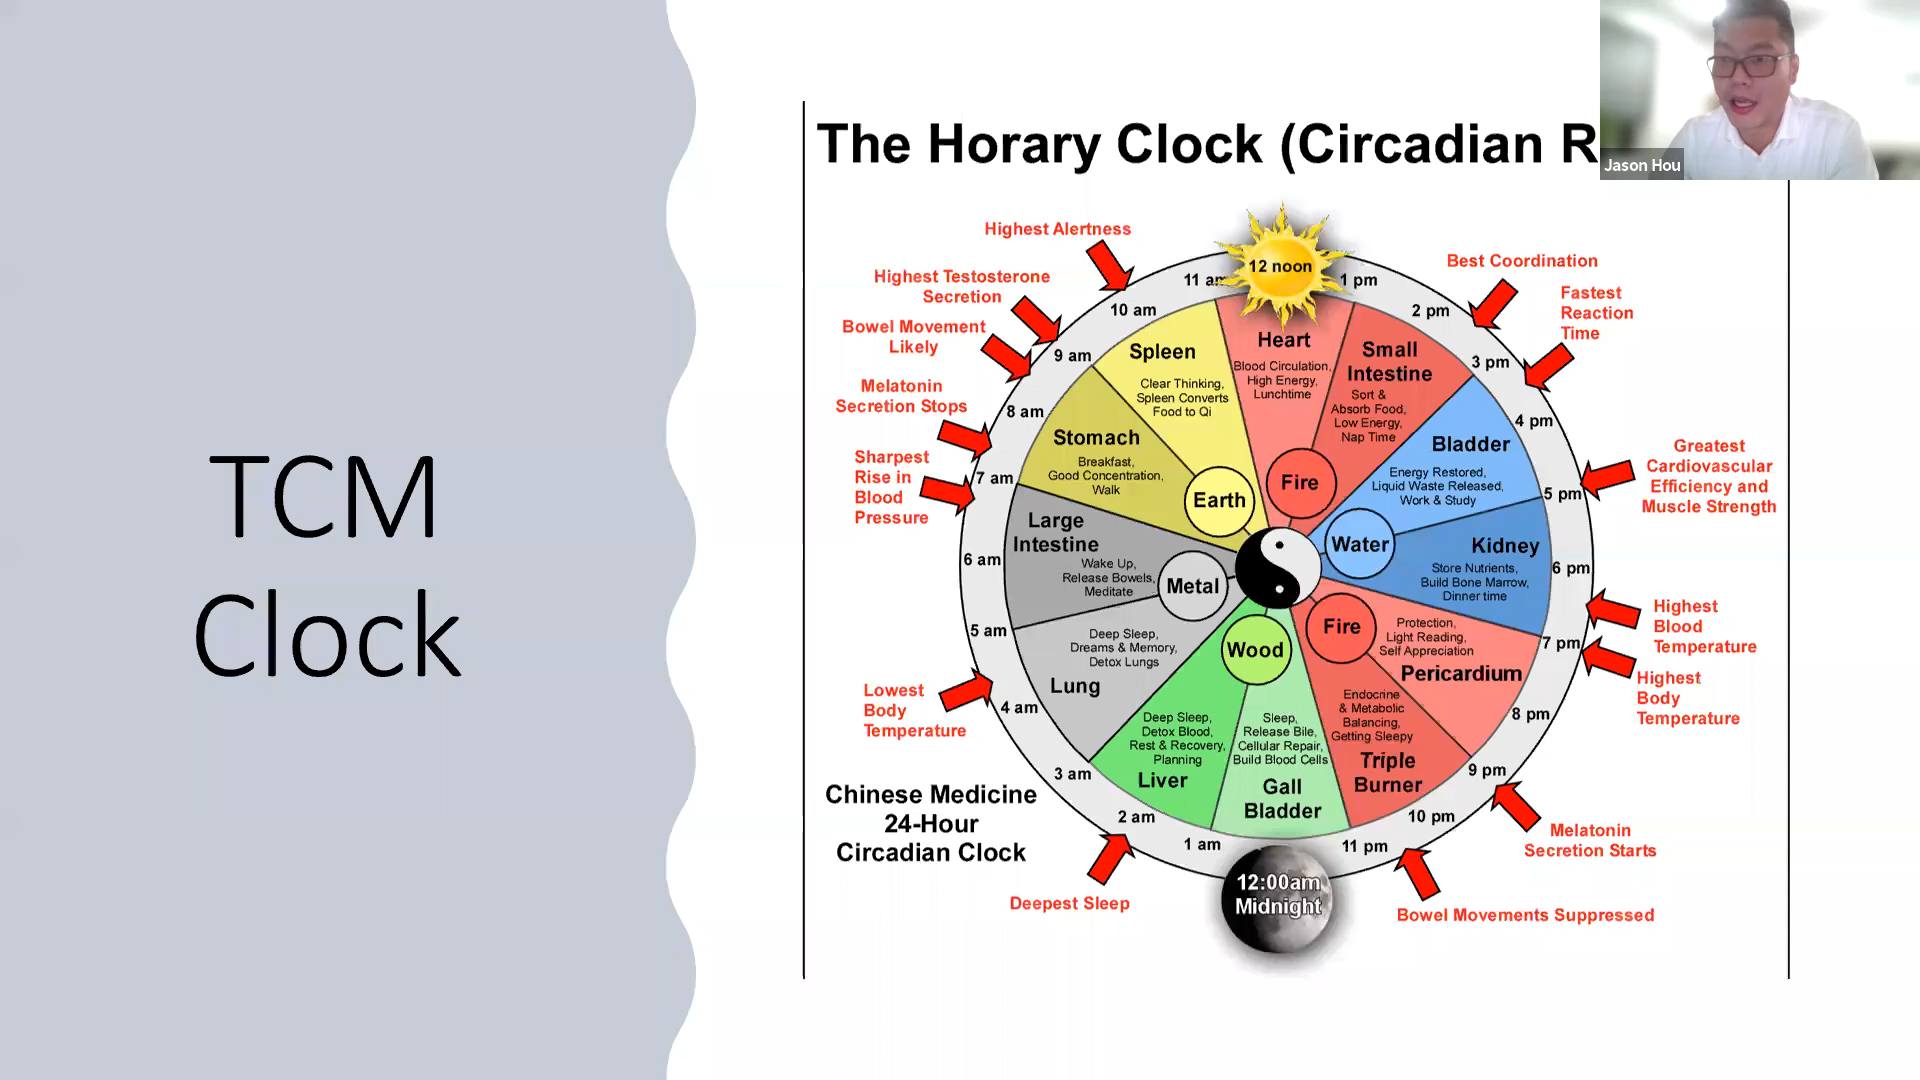 TCM
Clock
The Horary Clock (Circadian R
Jason Hou
12 noon
1 pm
2 pm
3 pm
4 pm
5 pm
6 pm
7 pm
8 pm
9 pm
10 pm
11 pm
12:00am
Midnight
1 am
2 am
3 am
4 am
5 am
6 am
7 am
8 am
9 am
10 am
11 am
Highest Alertness
Highest Testosterone
Secretion
Bowel Movement
Likely
Melatonin
Secretion Stops
Sharpest
Rise in
Blood
Pressure
Lowest
Body
Temperature
Deepest Sleep
Best Coordination
Fastest
Reaction
Time
Greatest
Cardiovascular
Efficiency and
Muscle Strength
Highest
Blood
Temperature
Highest
Body
Temperature
Melatonin
Secretion Starts
Bowel Movements Suppressed
Heart
Blood Circulation,
High Energy,
Lunchtime
Small
Intestine
Sort &
Absorb Food,
Low Energy,
Nap Time
Fire
Bladder
Energy Restored,
Liquid Waste Released,
Work & Study
Water
Kidney
Store Nutrients,
Build Bone Marrow,
Dinner time
Fire
Protection,
Light Reading,
Self Appreciation
Pericardium
Endocrine
& Metabolic
Balancing,
Getting Sleepy
Triple
Burner
Wood
Sleep,
Release Bile,
Cellular Repair,
Build Blood Cells
Gall
Bladder
Deep Sleep,
Detox Blood,
Rest & Recovery,
Planning
Liver
Metal
Deep Sleep,
Dreams & Memory,
Detox Lungs
Lung
Large
Intestine
Wake Up,
Release Bowels,
Meditate
Stomach
Breakfast,
Good Concentration,
Walk
Earth
Spleen
Clear Thinking,
Spleen Converts
Food to Qi
Chinese Medicine
24-Hour
Circadian Clock